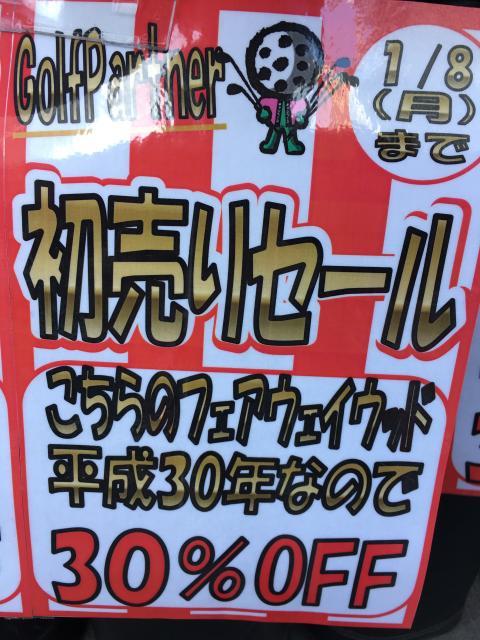 GolfPartner
1/8
(月)
まで
初売りセール
こちらのフェアウェイウッド
平成30年なので
30%OFF